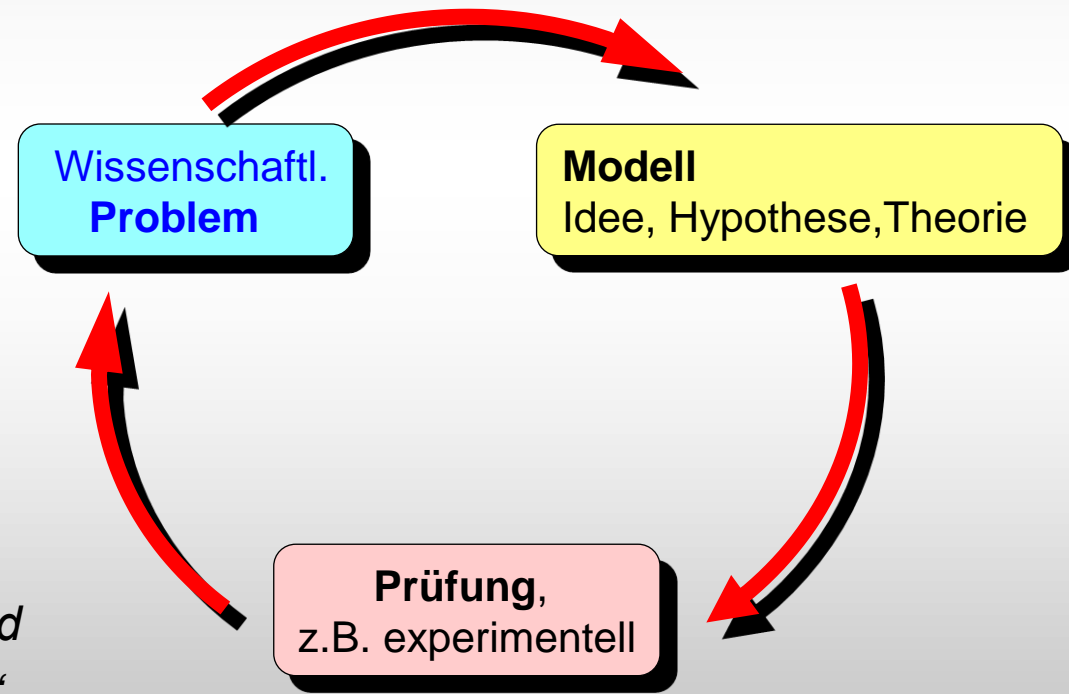 Wissenschaftl.
Problem
Modell
Idee, Hypothese,Theorie
Prüfung,
z.B. experimentell
“